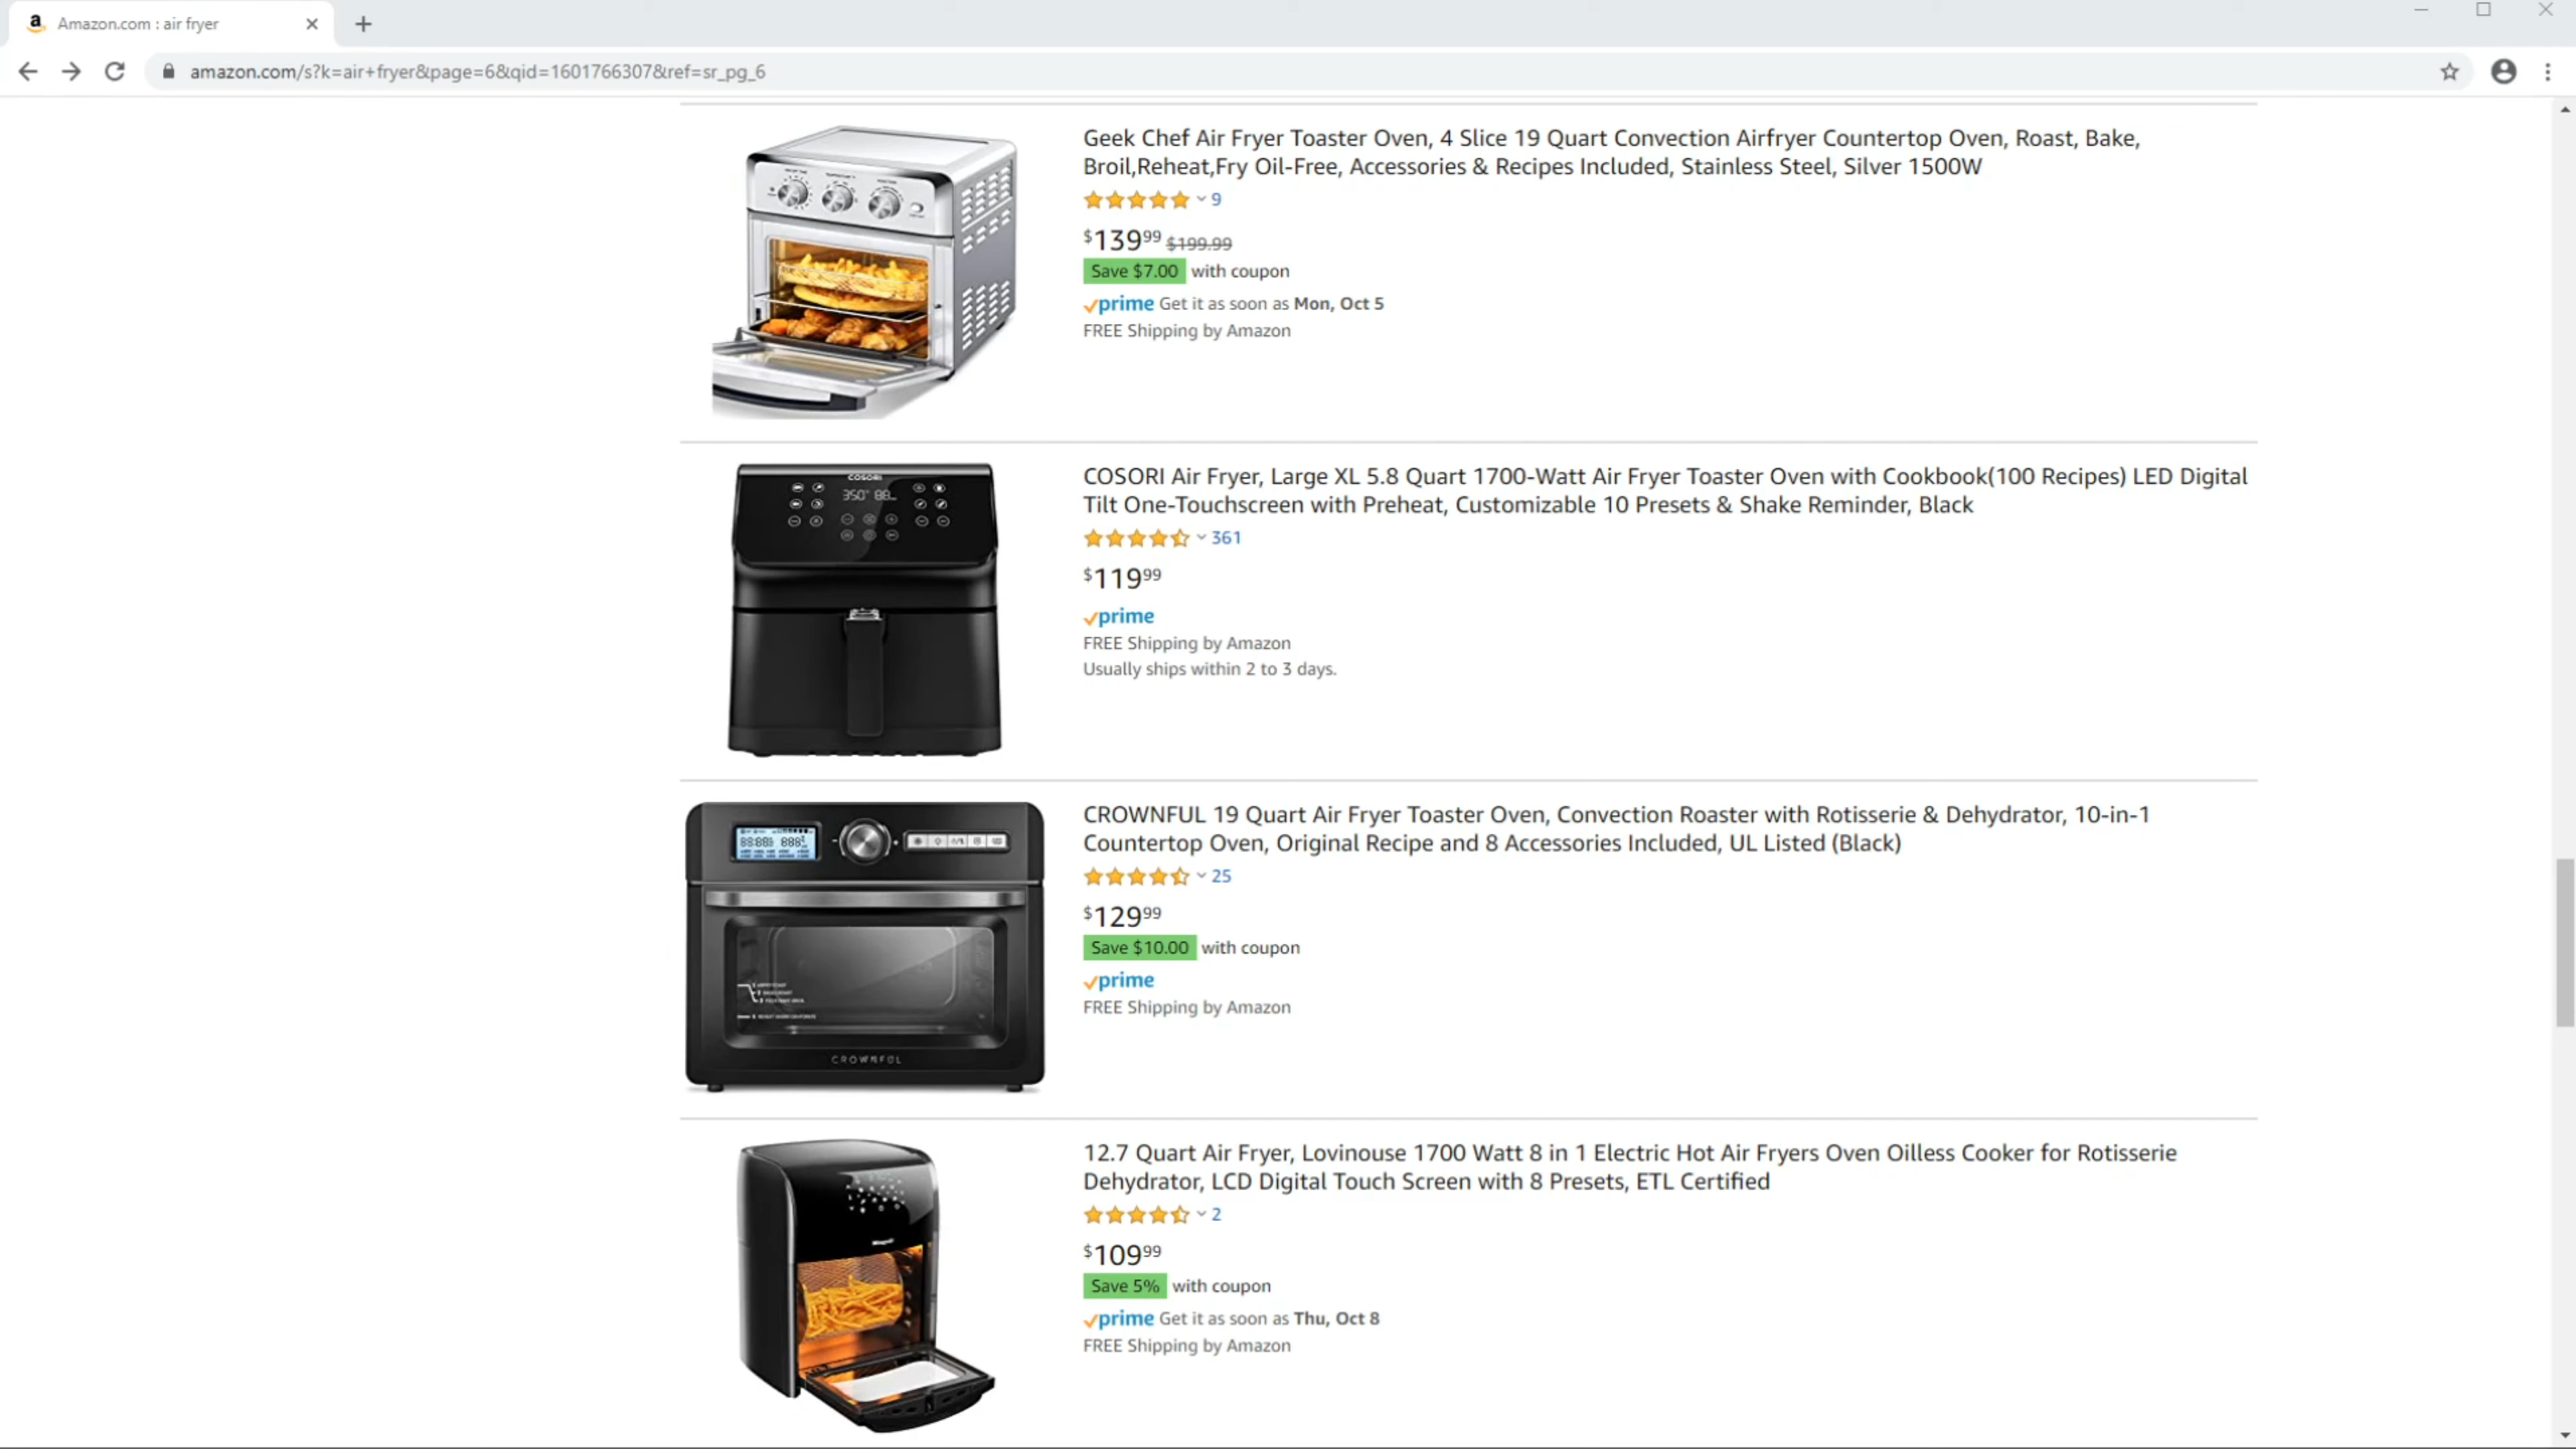 Amazon.com : air fryer
amazon.com/s?k=air+fryer&page=6&qid=1601766307&ref=sr_pg_6
Geek Chef Air Fryer Toaster Oven, 4 Slice 19 Quart Convection Airfryer Countertop Oven, Roast, Bake,
Broil,Reheat,Fry Oil-Free, Accessories & Recipes Included, Stainless Steel, Silver 1500W
9
$139.99 $199.99
Save $7.00 with coupon
prime Get it as soon as Mon, Oct 5
FREE Shipping by Amazon
COSORI
350° 88
COSORI Air Fryer, Large XL 5.8 Quart 1700-Watt Air Fryer Toaster Oven with Cookbook(100 Recipes) LED Digital
Tilt One-Touchscreen with Preheat, Customizable 10 Presets & Shake Reminder, Black
361
$119.99
prime
FREE Shipping by Amazon
Usually ships within 2 to 3 days.
CROWNFUL
CROWNFUL 19 Quart Air Fryer Toaster Oven, Convection Roaster with Rotisserie & Dehydrator, 10-in-1
Countertop Oven, Original Recipe and 8 Accessories Included, UL Listed (Black)
25
$129.99
Save $10.00 with coupon
prime
FREE Shipping by Amazon
12.7 Quart Air Fryer, Lovinouse 1700 Watt 8 in 1 Electric Hot Air Fryers Oven Oilless Cooker for Rotisserie
Dehydrator, LCD Digital Touch Screen with 8 Presets, ETL Certified
2
$109.99
Save 5% with coupon
prime Get it as soon as Thu, Oct 8
FREE Shipping by Amazon